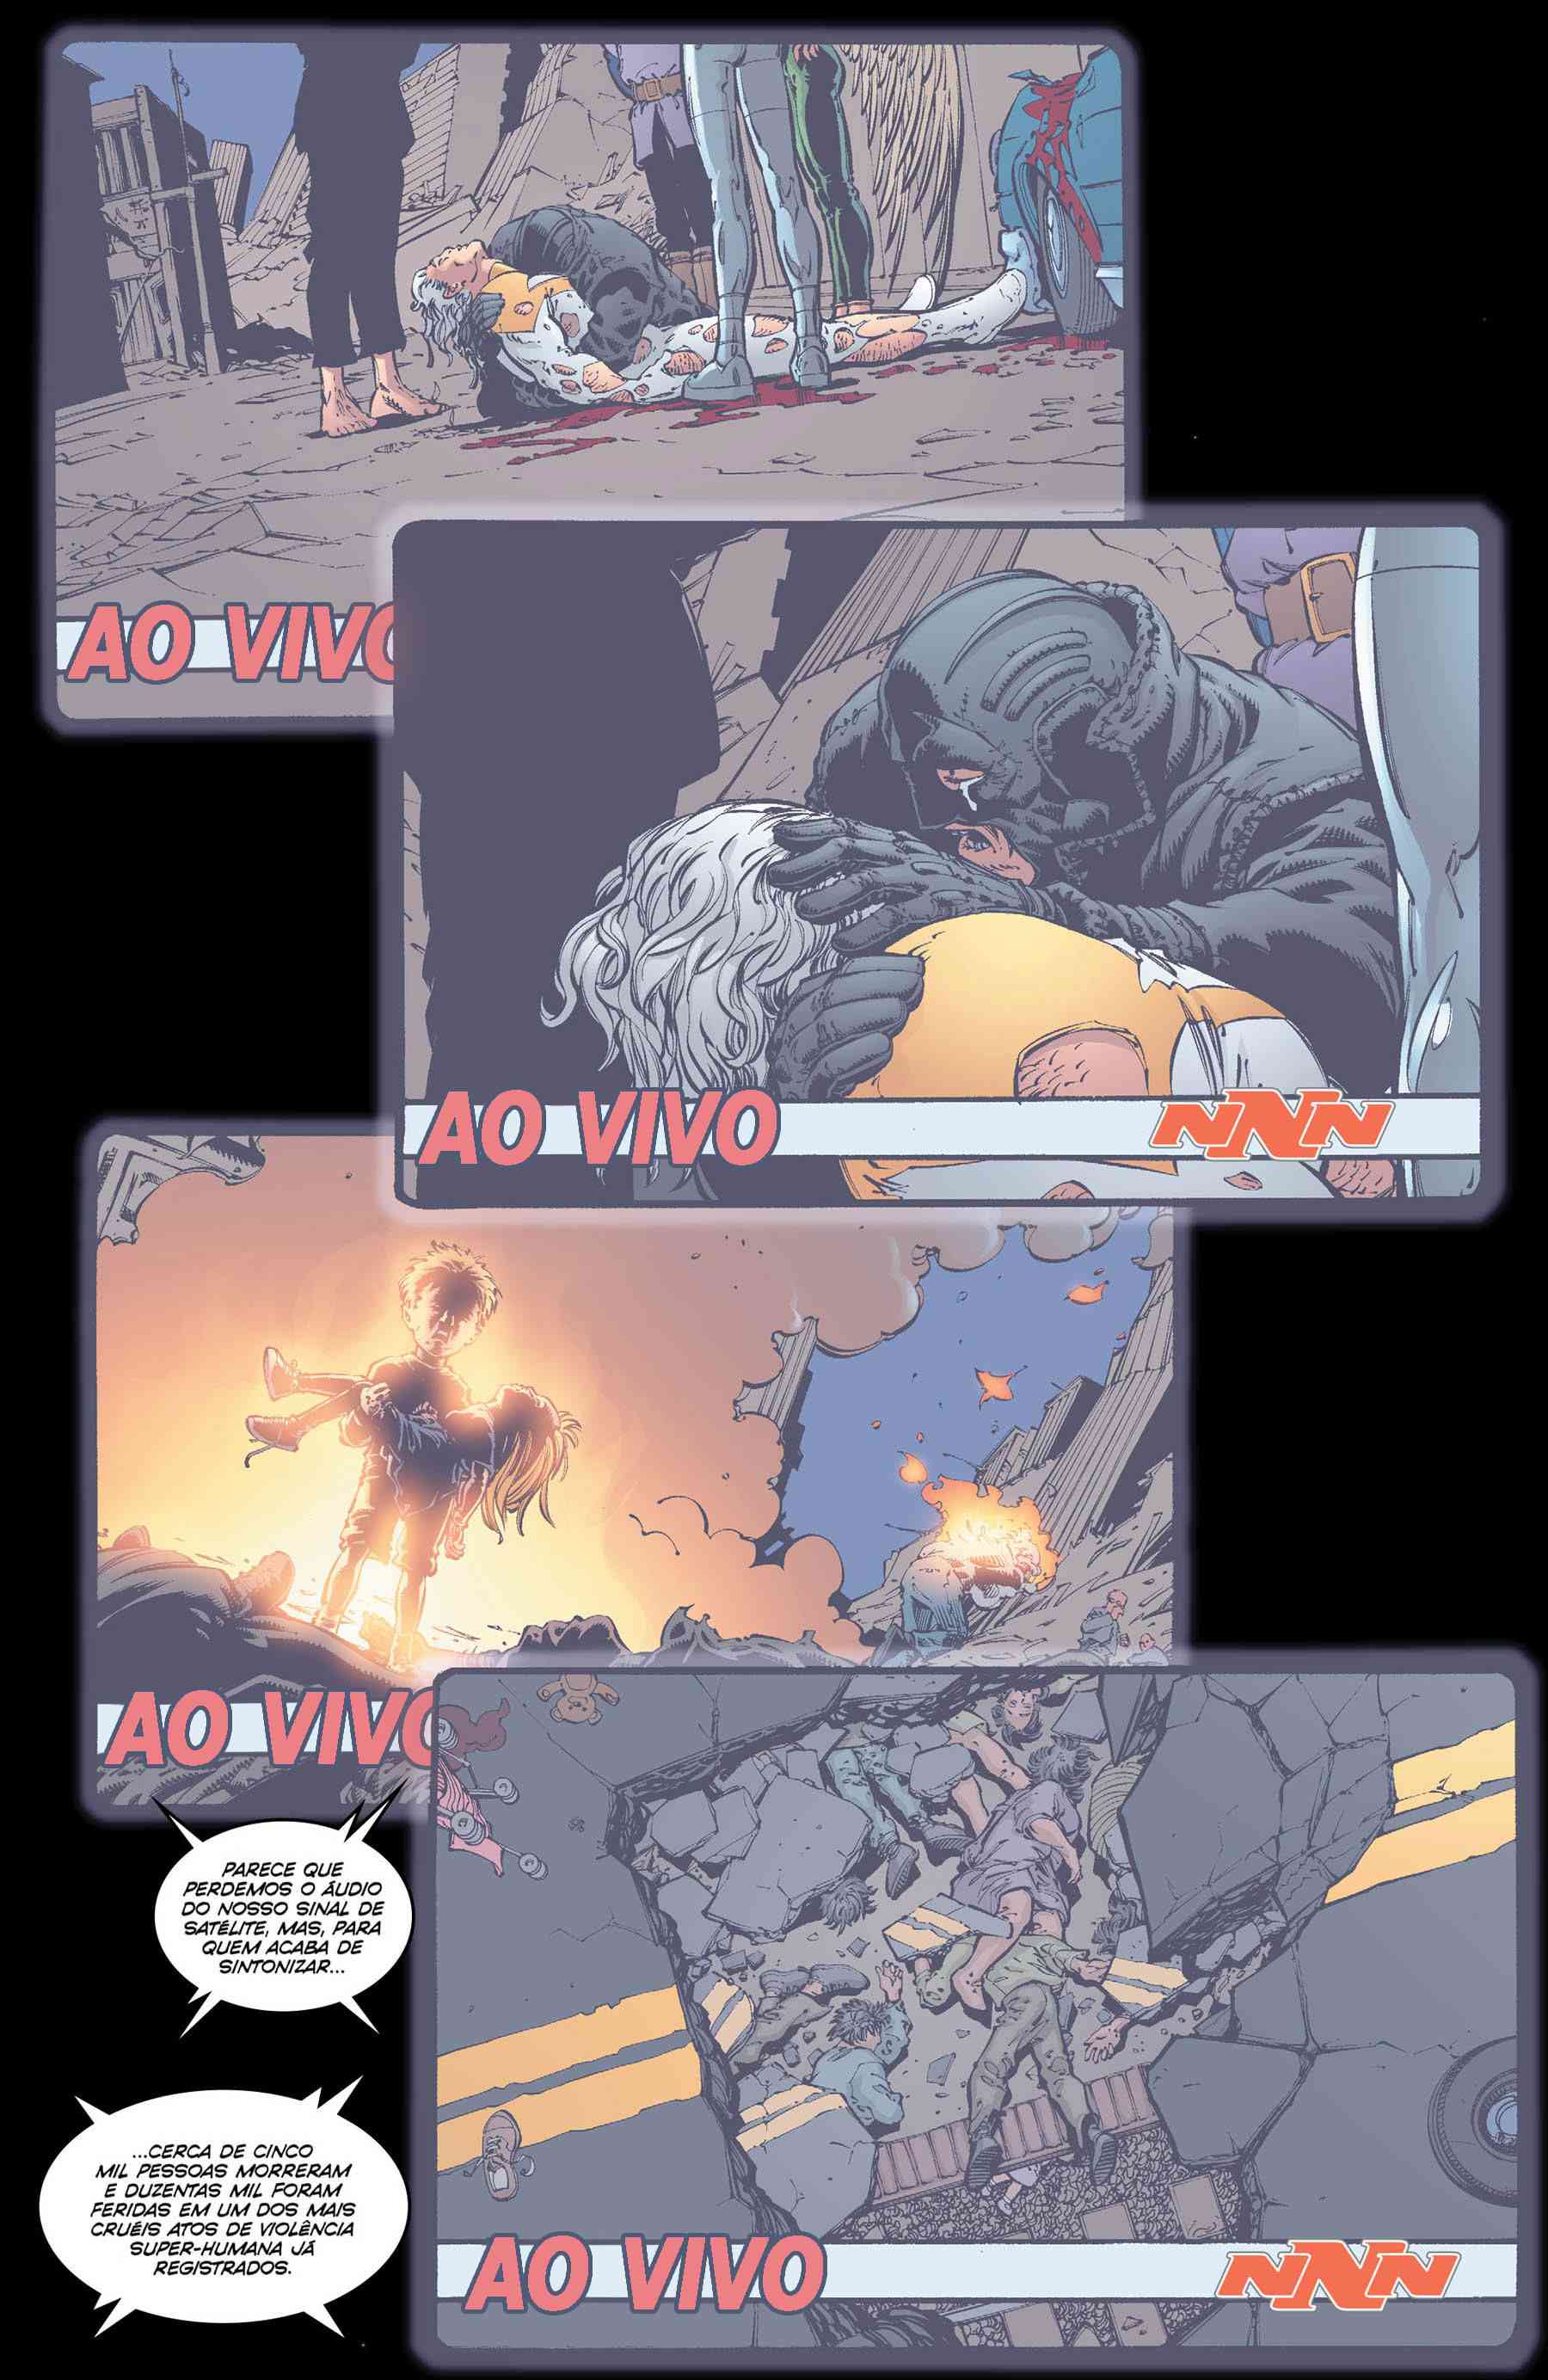 AO VIVO
AO VIVO
NNN
AO VIVO
PARECE QUE
PERDEMOS O ÁUDIO
DO NOSSO SINAL DE
SATÉLITE, MAS, PARA
QUEM ACABA DE
SINTONIZAR...
...CERCA DE CINCO
MIL PESSOAS MORRERAM
E DUZENTAS MIL FORAM
FERIDAS EM UM DOS MAIS
CRUÉIS ATOS DE VIOLÊNCIA
SUPER-HUMANA JÁ
REGISTRADOS.
AO VIVO
NNN